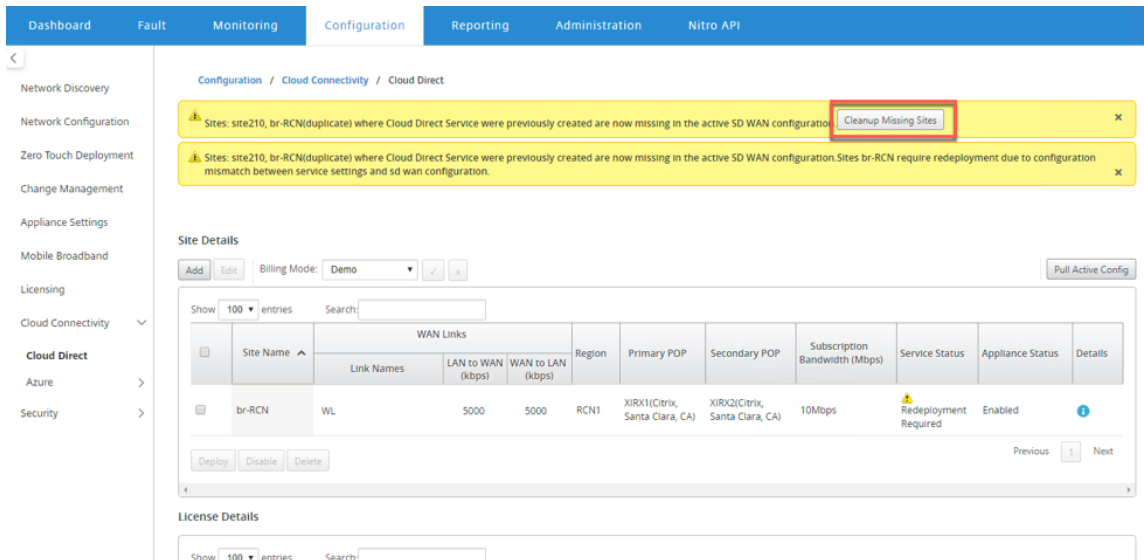 Dashboard Fault Monitoring Configuration Reporting Administration Nitro API
Network Discovery
Network Configuration
Zero Touch Deployment
Change Management
Appliance Settings
Mobile Broadband
Licensing
Cloud Connectivity
Cloud Direct
Azure
Security
Configuration / Cloud Connectivity / Cloud Direct
Sites: site210, br-RCN(duplicate) where Cloud Direct Service were previously created are now missing in the active SD WAN configuration. Cleanup Missing Sites ×
Sites: site210, br-RCN(duplicate) where Cloud Direct Service were previously created are now missing in the active SD WAN configuration.Sites br-RCN require redeployment due to configuration
mismatch between service settings and sd wan configuration. ×
Site Details
Add Edit Billing Mode: Demo ✓ x Pull Active Config
Show 100 entries Search:
Site Name
WAN Links
Link Names
LAN to WAN
(kbps)
WAN to LAN
(kbps)
Region
Primary POP
Secondary POP
Subscription
Bandwidth (Mbps)
Service Status
Appliance Status
Details
br-RCN
WL
5000
5000
RCN1
XIRX1(Citrix,
Santa Clara, CA)
XIRX2(Citrix,
Santa Clara, CA)
10Mbps
Redeployment
Required
Enabled
Deploy Disable Delete
Previous 1 Next
License Details
Show 100 entries Search: